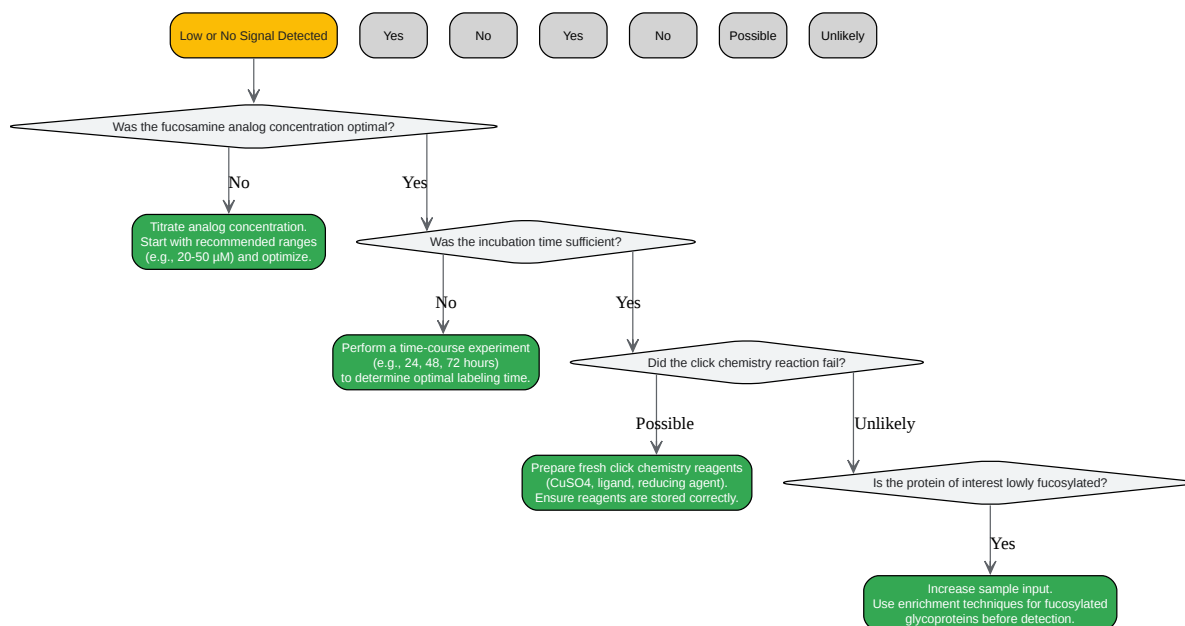 Low or No Signal Detected
Yes
No
Yes
No
Possible
Unlikely
Was the fucosamine analog concentration optimal?
No
Yes
Titrate analog concentration.
Start with recommended ranges
(e.g., 20-50 µM) and optimize.
Was the incubation time sufficient?
No
Yes
Perform a time-course experiment
(e.g., 24, 48, 72 hours)
to determine optimal labeling time.
Did the click chemistry reaction fail?
Possible
Unlikely
Prepare fresh click chemistry reagents
(CuSO4, ligand, reducing agent).
Ensure reagents are stored correctly.
Is the protein of interest lowly fucosylated?
Yes
Increase sample input.
Use enrichment techniques for fucosylated
glycoproteins before detection.